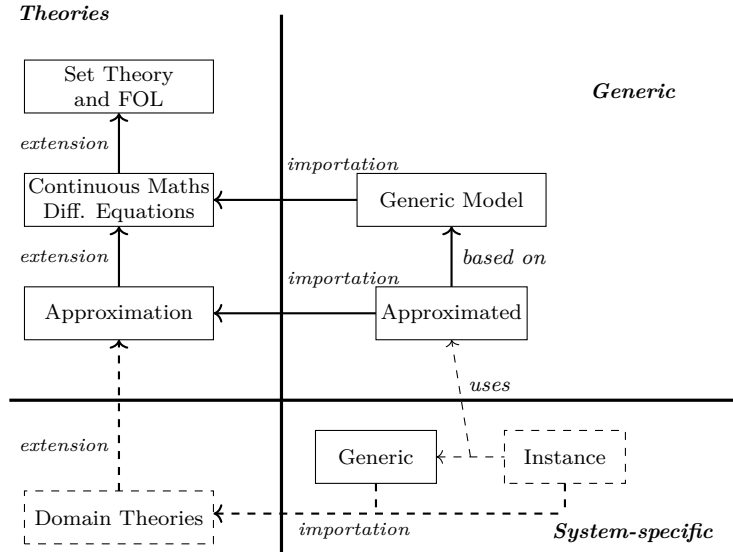 Theories
Set Theory
and FOL
Generic
extension
importation
Continuous Maths
Diff. Equations
Generic Model
extension
based on
importation
Approximation
Approximated
uses
extension
Generic
Instance
Domain Theories
importation
System-specific